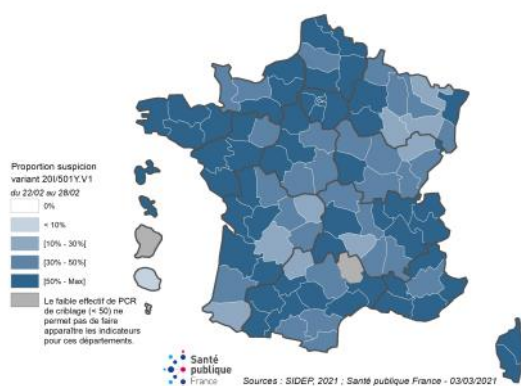 Proportion suspicion
variant 20I/501Y.V1
du 22/02 au 28/02
0%
< 10%
[10% - 30%[
[30% - 50%[
[50% - Max]
Le faible effectif de PCR
de criblage (< 50) ne
permet pas de faire
apparaître les indicateurs
pour ces départements.
Santé
publique
France
Sources : SIDEP, 2021 ; Santé publique France - 03/03/2021